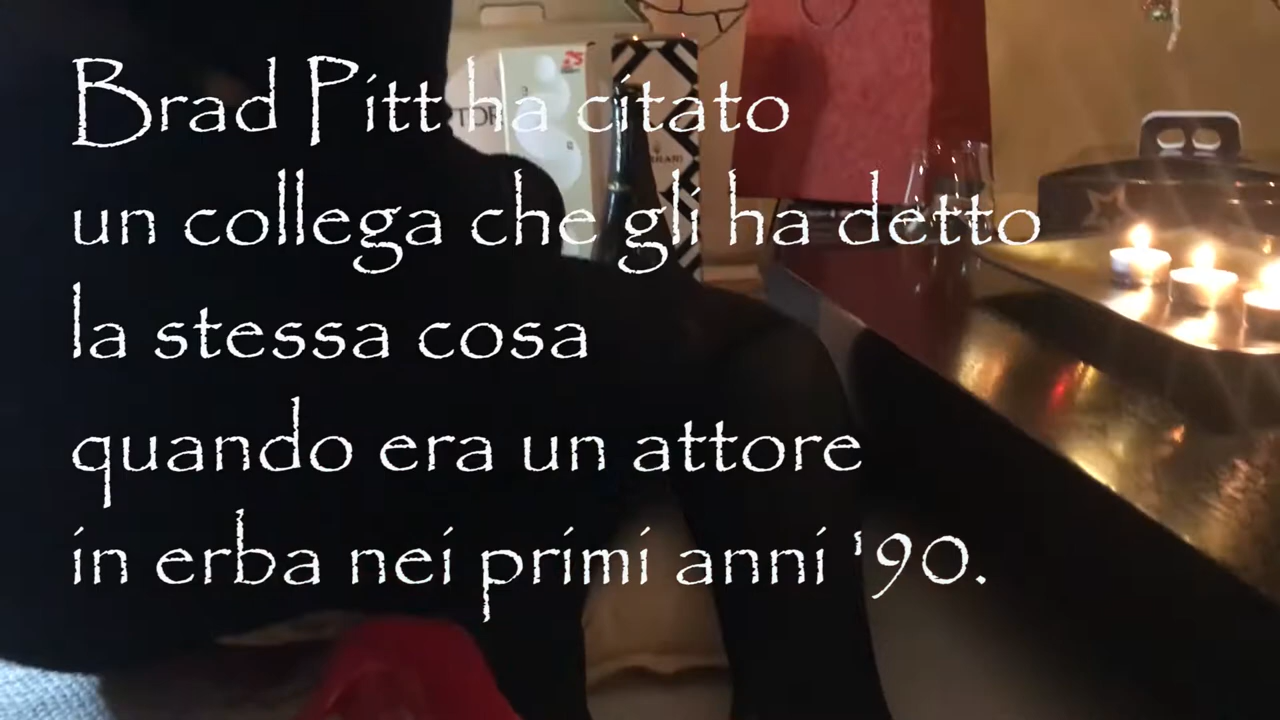 Brad Pitt ha citato
un collega che gli ha detto
la stessa cosa
quando era un attore
in erba nei primi anni '90.